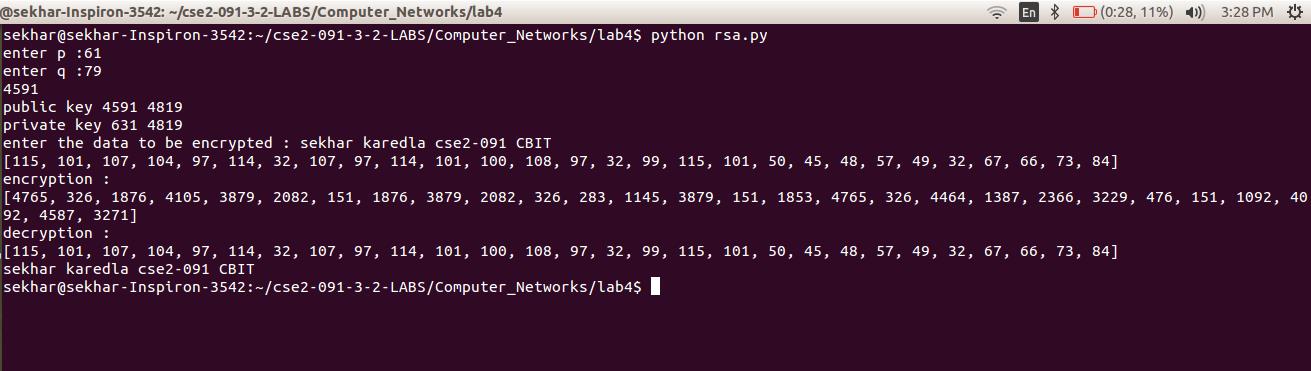 @sekhar-Inspiron-3542: ~/cse2-091-3-2-LABS/Computer_Networks/lab4 En (0:28, 11%) 3:28 PM
sekhar@sekhar-Inspiron-3542:~/cse2-091-3-2-LABS/Computer_Networks/lab4$ python rsa.py
enter p :61
enter q :79
4591
public key 4591 4819
private key 631 4819
enter the data to be encrypted : sekhar karedla cse2-091 CBIT
[115, 101, 107, 104, 97, 114, 32, 107, 97, 114, 101, 100, 108, 97, 32, 99, 115, 101, 50, 45, 48, 57, 49, 32, 67, 66, 73, 84]
encryption :
[4765, 326, 1876, 4105, 3879, 2082, 151, 1876, 3879, 2082, 326, 283, 1145, 3879, 151, 1853, 4765, 326, 4464, 1387, 2366, 3229, 476, 151, 1092, 40
92, 4587, 3271]
decryption :
[115, 101, 107, 104, 97, 114, 32, 107, 97, 114, 101, 100, 108, 97, 32, 99, 115, 101, 50, 45, 48, 57, 49, 32, 67, 66, 73, 84]
sekhar karedla cse2-091 CBIT
sekhar@sekhar-Inspiron-3542:~/cse2-091-3-2-LABS/Computer_Networks/lab4$